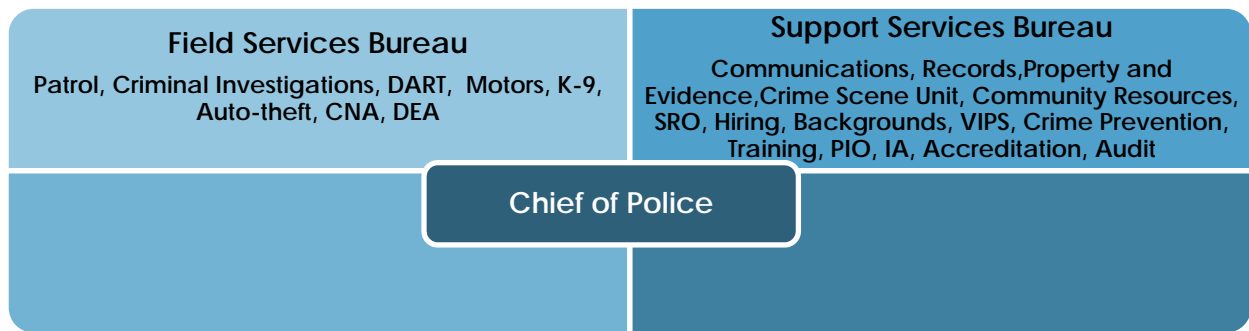 Field Services Bureau
Patrol, Criminal Investigations, DART, Motors, K-9,
Auto-theft, CNA, DEA
Support Services Bureau
Communications, Records,Property and
Evidence,Crime Scene Unit, Community Resources,
SRO, Hiring, Backgrounds, VIPS, Crime Prevention,
Training, PIO, IA, Accreditation, Audit
Chief of Police